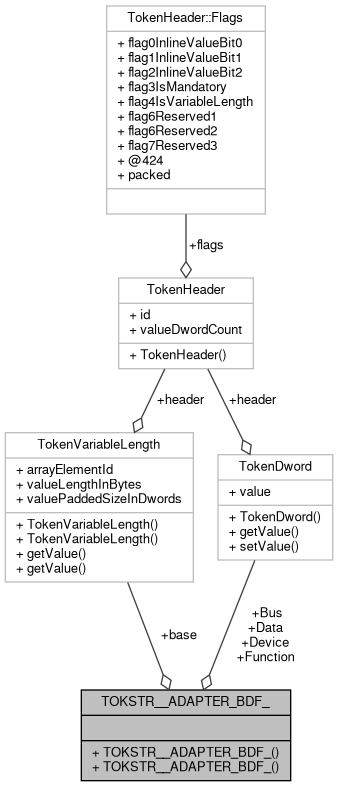 TokenHeader::Flags
+ flag0InlineValueBit0
+ flag1InlineValueBit1
+ flag2InlineValueBit2
+ flag3IsMandatory
+ flag4IsVariableLength
+ flag6Reserved1
+ flag6Reserved2
+ flag7Reserved3
+ @424
+ packed
+flags
TokenHeader
+ id
+ valueDwordCount
+ TokenHeader()
+header
+header
TokenVariableLength
+ arrayElementId
+ valueLengthInBytes
+ valuePaddedSizeInDwords
+ TokenVariableLength()
+ TokenVariableLength()
+ getValue()
+ getValue()
TokenDword
+ value
+ TokenDword()
+ getValue()
+ setValue()
+base
+Bus
+Data
+Device
+Function
TOKSTR__ADAPTER_BDF_
+ TOKSTR__ADAPTER_BDF_()
+ TOKSTR__ADAPTER_BDF_()